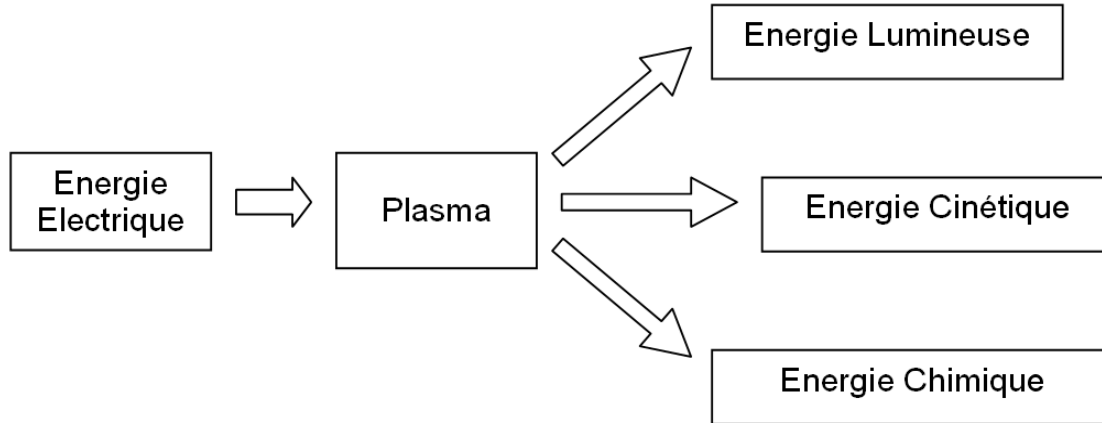 Energie Lumineuse
Energie
Electrique
Plasma
Energie Cinétique
Energie Chimique